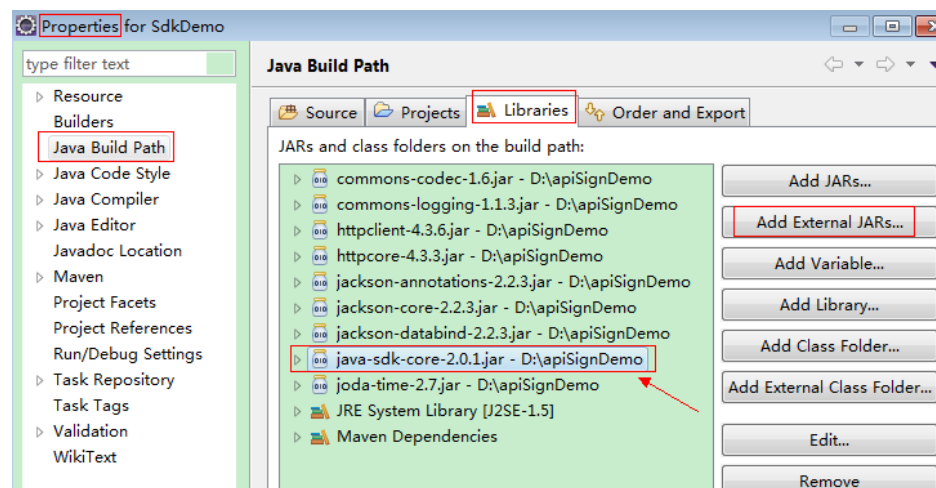 Properties for SdkDemo
type filter text
Resource
Builders
Java Build Path
Java Code Style
Java Compiler
Java Editor
Javadoc Location
Maven
Project Facets
Project References
Run/Debug Settings
Task Repository
Task Tags
Validation
WikiText
Java Build Path
Source Projects Libraries Order and Export
JARs and class folders on the build path:
commons-codec-1.6.jar - D:\apiSignDemo
commons-logging-1.1.3.jar - D:\apiSignDemo
httpclient-4.3.6.jar - D:\apiSignDemo
httpcore-4.3.3.jar - D:\apiSignDemo
jackson-annotations-2.2.3.jar - D:\apiSignDemo
jackson-core-2.2.3.jar - D:\apiSignDemo
jackson-databind-2.2.3.jar - D:\apiSignDemo
java-sdk-core-2.0.1.jar - D:\apiSignDemo
joda-time-2.7.jar - D:\apiSignDemo
JRE System Library [J2SE-1.5]
Maven Dependencies
Add JARs...
Add External JARs...
Add Variable...
Add Library...
Add Class Folder...
Add External Class Folder...
Edit...
Remove